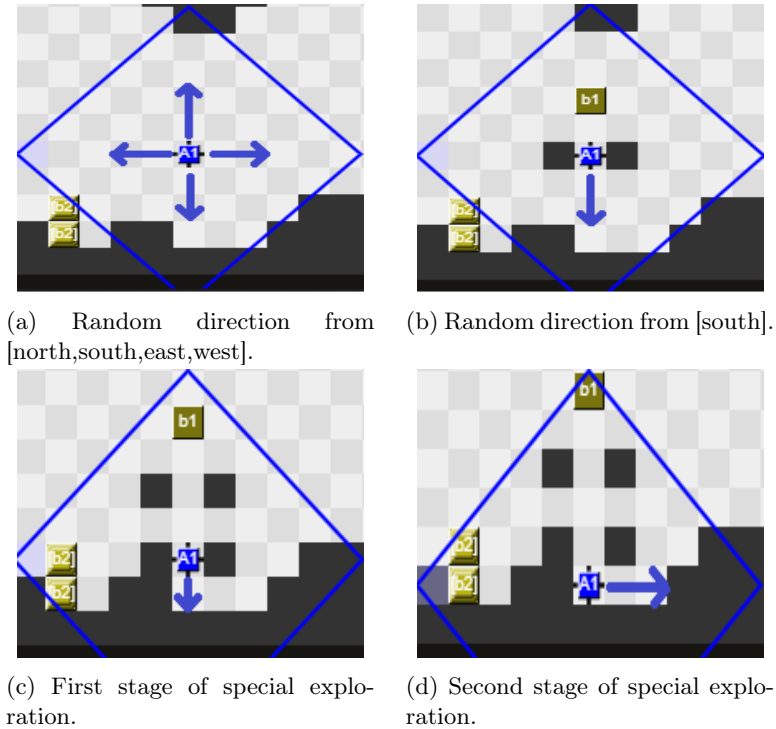 A1
b2]
[b2]
b1
A1
b2]
[b2]
(a) Random direction from
[north,south,east,west].
(b) Random direction from [south].
b1
A1
[b2]
[b2]
b1
[b2]
[b2]
A1
(c) First stage of special explo-
ration.
(d) Second stage of special explo-
ration.